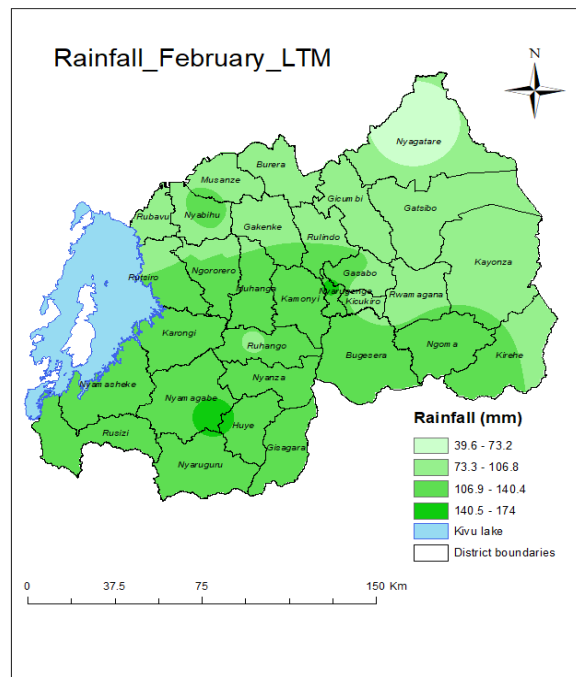 Rainfall_February_LTM
N
Nyagatare
Burera
Musanze
Gicumbi
Gatsibo
Rubavu
Nyabihu
Gakenke
Rulindo
Kayonza
Rutsiro
Ngororero
Gasabo
Muhanga
Kamonyi
Nyarugenge
Kicukiro
Rwamagana
Karongi
Ruhango
Bugesera
Ngoma
Kirehe
Nyamasheke
Nyamagabe
Nyanza
Rusizi
Huye
Gisagara
Nyaruguru
Rainfall (mm)
39.6 - 73.2
73.3 - 106.8
106.9 - 140.4
140.5 - 174
Kivu lake
District boundaries
0 37.5 75 150 Km